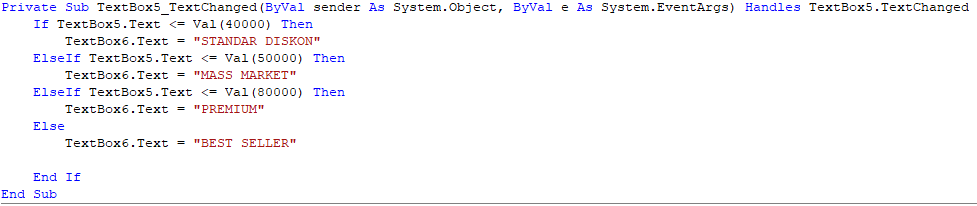 Private Sub TextBox5_TextChanged(ByVal sender As System.Object, ByVal e As System.EventArgs) Handles TextBox5.TextChanged
    If TextBox5.Text <= Val(40000) Then
        TextBox6.Text = "STANDAR DISKON"
    ElseIf TextBox5.Text <= Val(50000) Then
        TextBox6.Text = "MASS MARKET"
    ElseIf TextBox5.Text <= Val(80000) Then
        TextBox6.Text = "PREMIUM"
    Else
        TextBox6.Text = "BEST SELLER"
    End If
End Sub